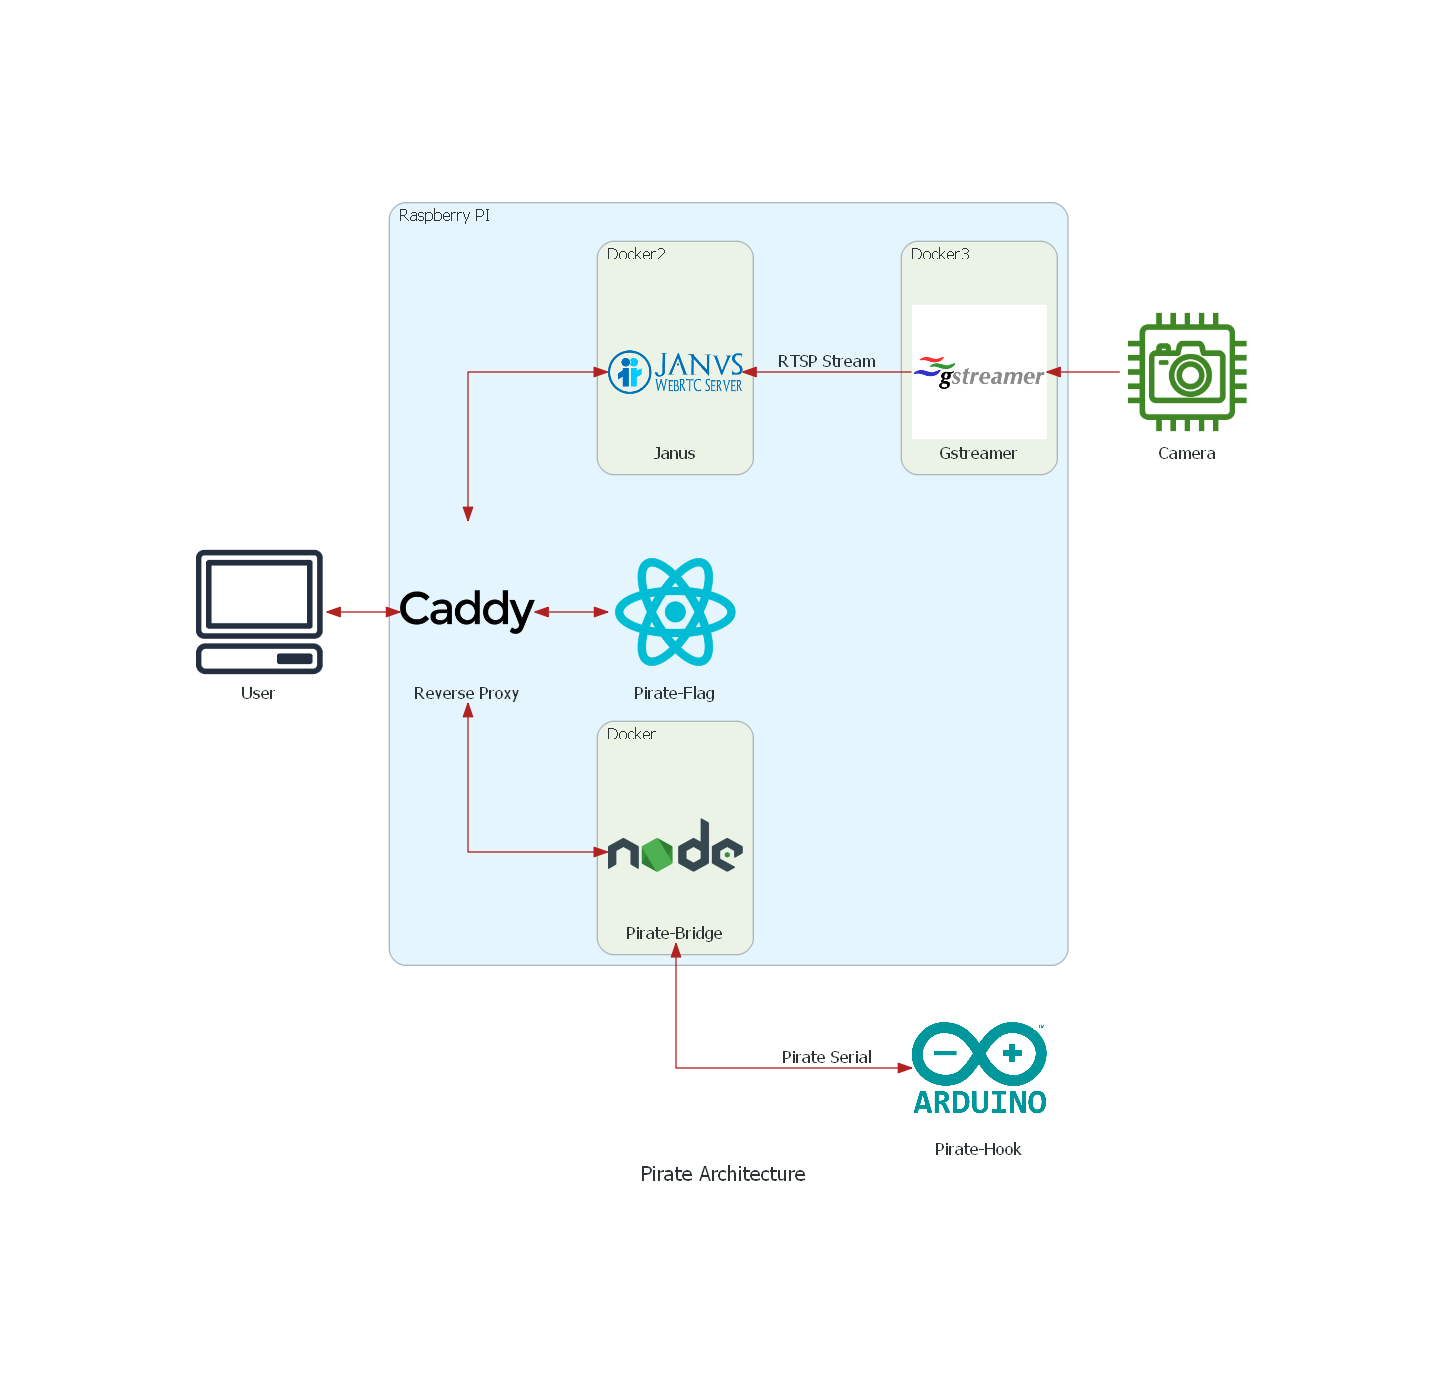 Raspberry PI
Docker2
Docker3
JANVS
WEBRTC SERVER
RTSP Stream
gstreamer
Janus
Gstreamer
Camera
Caddy
User
Reverse Proxy
Pirate-Flag
Docker
node
Pirate-Bridge
Pirate Serial
TM
ARDUINO
Pirate-Hook
Pirate Architecture